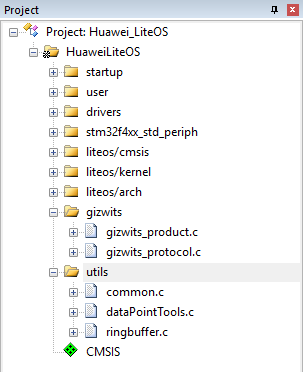 Project
Project: Huawei_LiteOS
HuaweiLiteOS
startup
user
drivers
stm32f4xx_std_periph
liteos/cmsis
liteos/kernel
liteos/arch
gizwits
gizwits_product.c
gizwits_protocol.c
utils
common.c
dataPointTools.c
ringbuffer.c
CMSIS